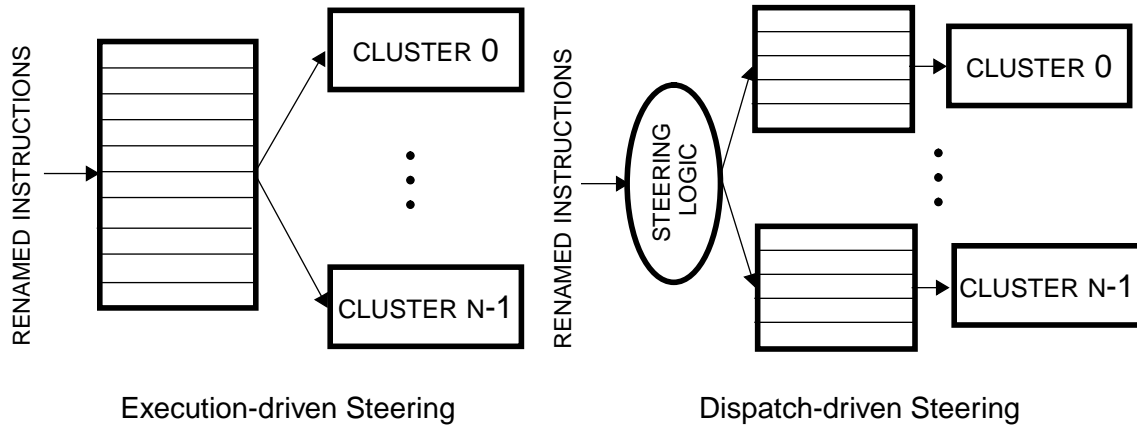 RENAMED INSTRUCTIONS
CLUSTER 0
CLUSTER N-1
Execution-driven Steering
RENAMED INSTRUCTIONS
STEERING
LOGIC
CLUSTER 0
CLUSTER N-1
Dispatch-driven Steering